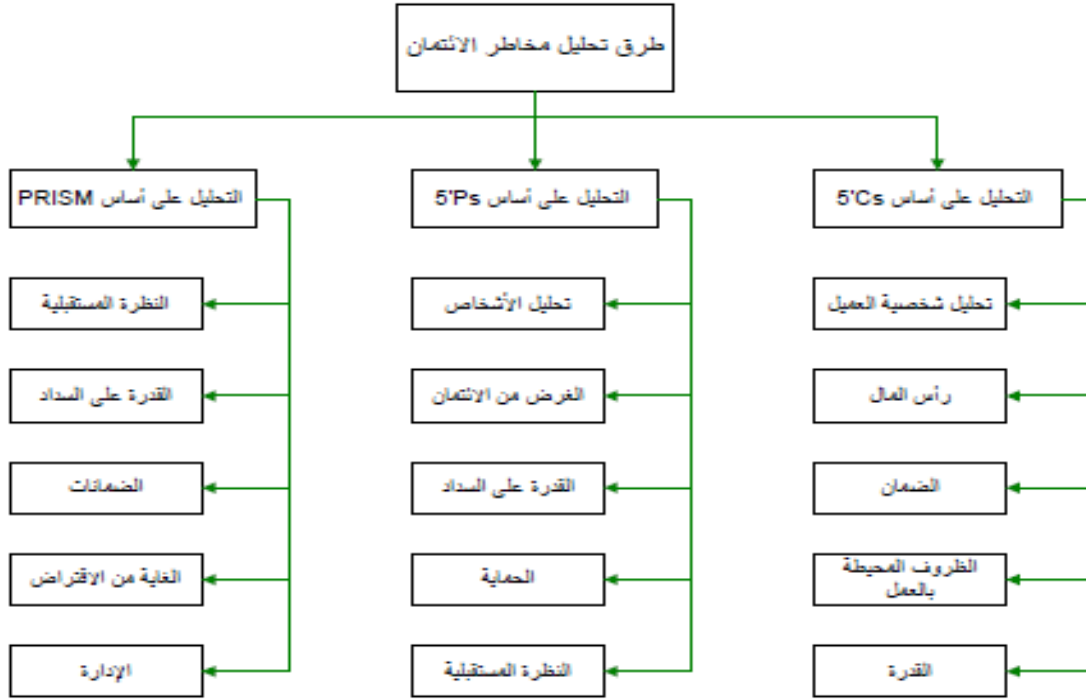 طرق تحليل مخاطر الائتمان
التحليل على أساس 5'Cs
تحليل شخصية العميل
رأس المال
الضمان
الظروف المحيطة
بالعمل
القدرة
التحليل على أساس 5'Ps
تحليل الأشخاص
الغرض من الائتمان
القدرة على السداد
الحماية
النظرة المستقبلية
التحليل على أساس PRISM
النظرة المستقبلية
القدرة على السداد
الضمانات
الغاية من الاقتراض
الإدارة